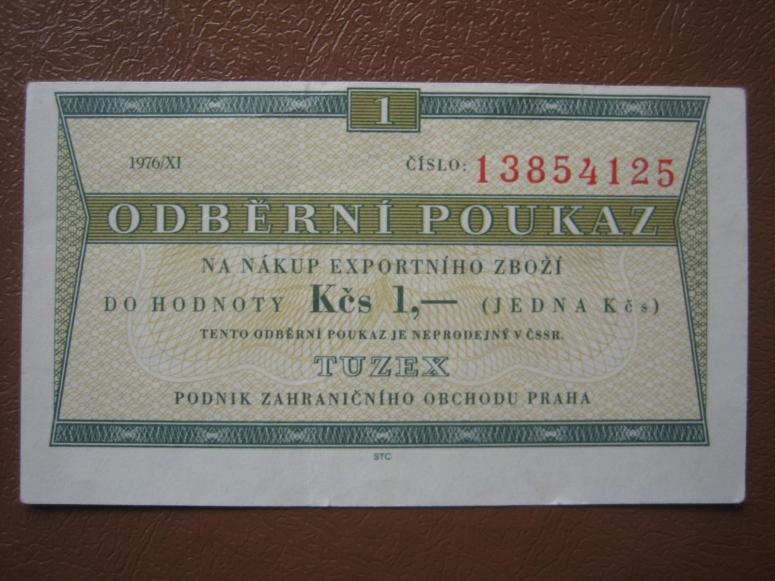 1
1976/XI ČÍSLO: 13854125
ODBĚRNÍ POUKAZ
NA NÁKUP EXPORTNÍHO ZBOŽÍ
DO HODNOTY Kčs 1,— (JEDNA Kčs)
TENTO ODBĚRNÍ POUKAZ JE NEPRODEJNÝ V ČSSR.
TUZEX
PODNIK ZAHRANIČNÍHO OBCHODU PRAHA
STC